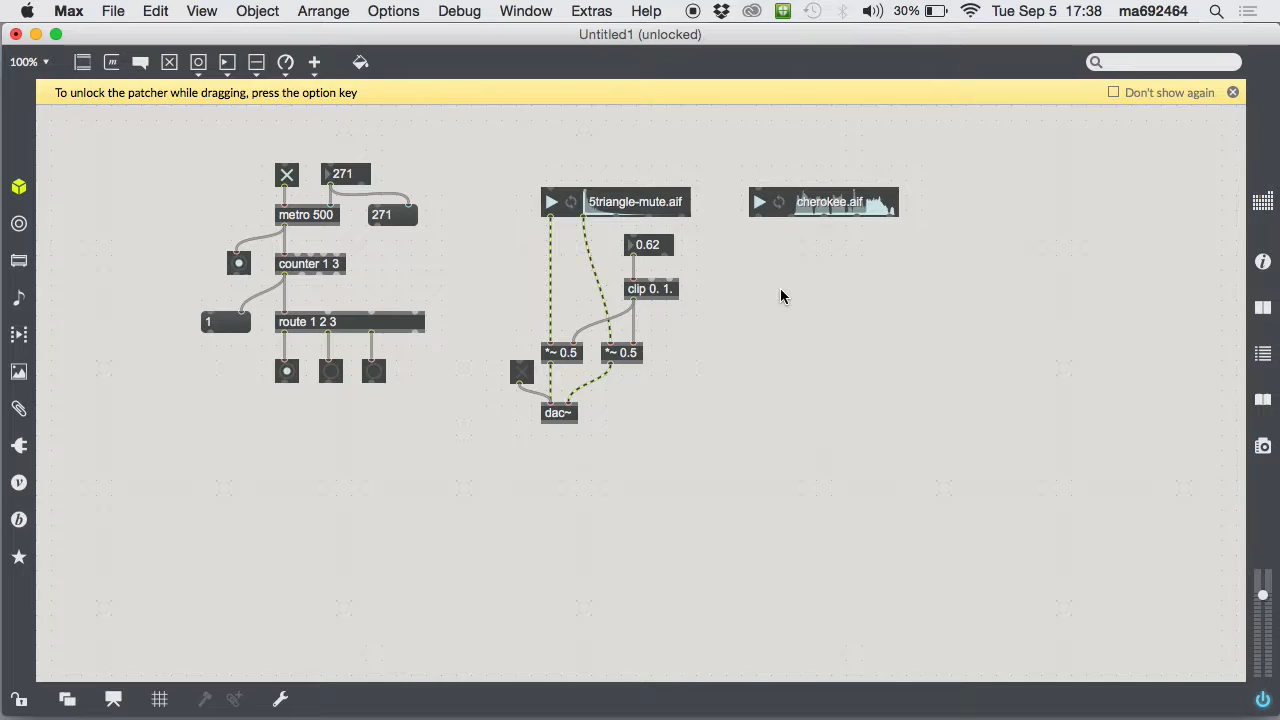 Max File Edit View Object Arrange Options Debug Window Extras Help 30% Tue Sep 5 17:38 ma692464
Untitled1 (unlocked)
100%
To unlock the patcher while dragging, press the option key Don't show again
271
metro 500 271
counter 1 3
1 route 1 2 3
5triangle-mute.aif
cherokee.aif
0.62
clip 0. 1.
*~ 0.5 *~ 0.5
dac~